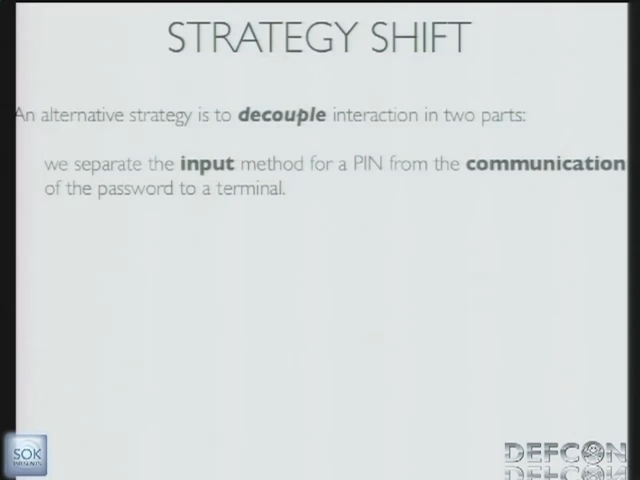 STRATEGY SHIFT
An alternative strategy is to decouple interaction in two parts:
we separate the input method for a PIN from the communication
of the password to a terminal.
SOK
PRESENTS
DEFCON